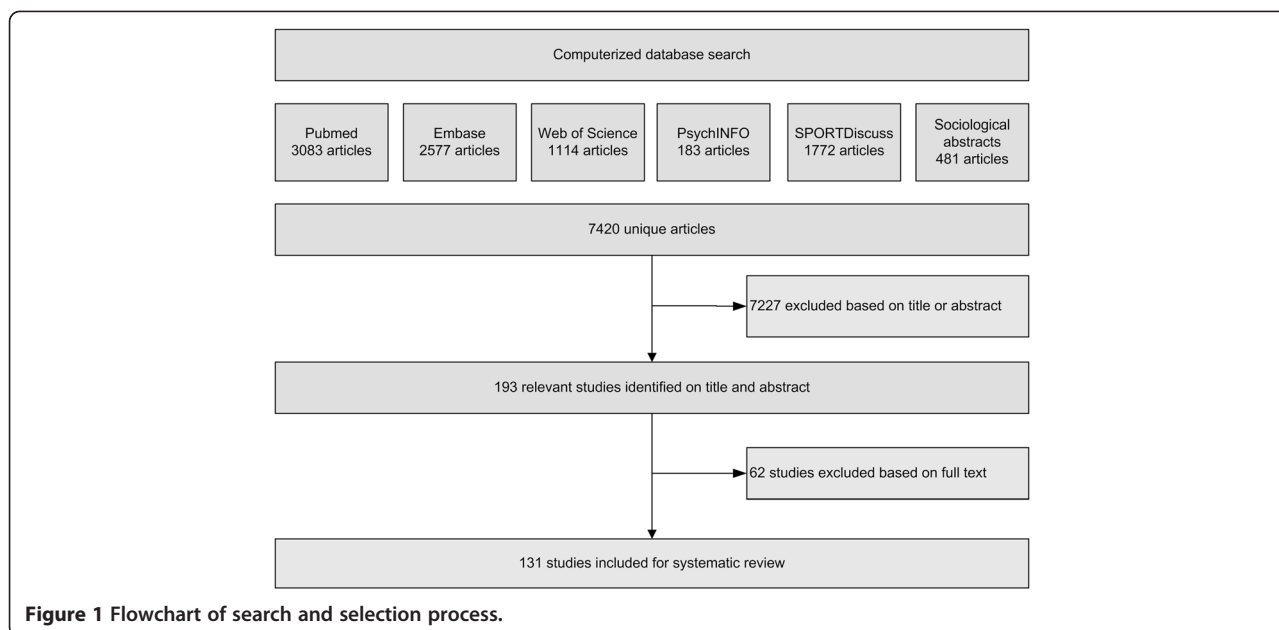 Computerized database search
Pubmed
3083 articles
Embase
2577 articles
Web of Science
1114 articles
PsychINFO
183 articles
SPORTDiscuss
1772 articles
Sociological
abstracts
481 articles
7420 unique articles
7227 excluded based on title or abstract
193 relevant studies identified on title and abstract
62 studies excluded based on full text
131 studies included for systematic review
Figure 1 Flowchart of search and selection process.